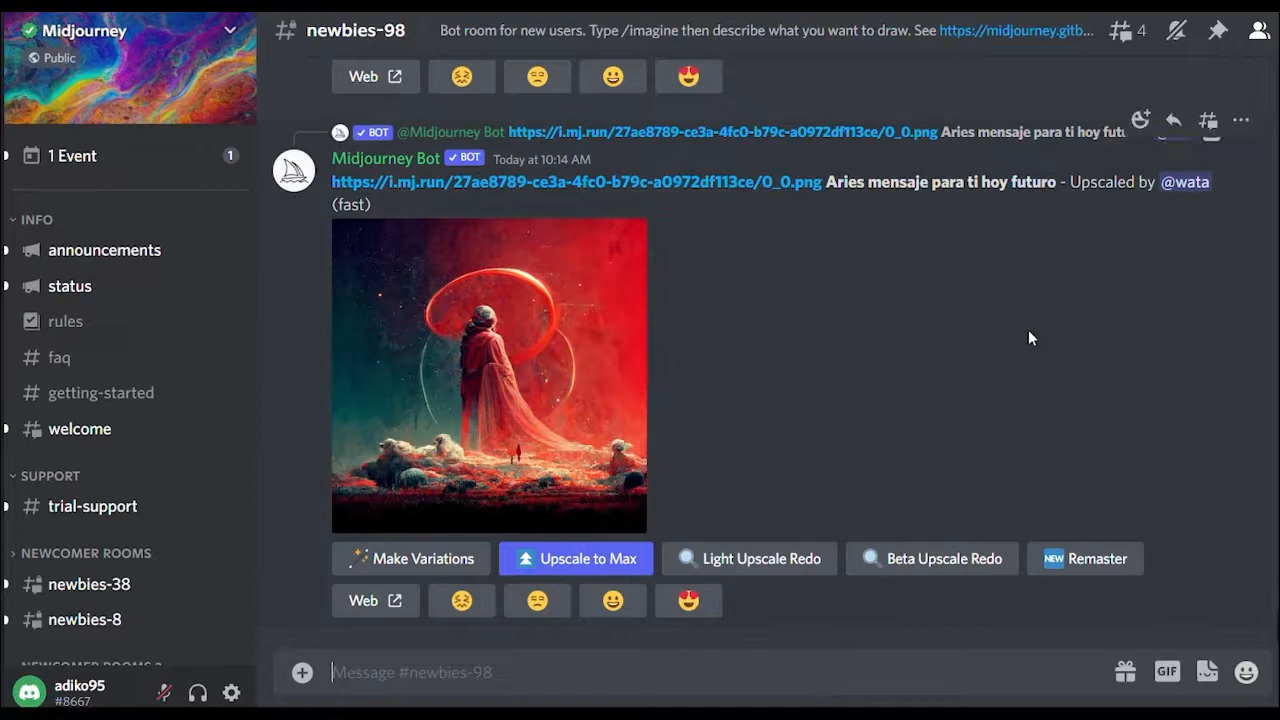 Midjourney
Public
1 Event
1
INFO
announcements
status
rules
faq
getting-started
welcome
SUPPORT
trial-support
NEWCOMER ROOMS
newbies-38
newbies-8
NEWCOMER ROOMS 2
adiko95
#8667
newbies-98
Bot room for new users. Type /imagine then describe what you want to draw. See https://midjourney.gitb...
4
Web
BOT @Midjourney Bot https://i.mj.run/27ae8789-ce3a-4fc0-b79c-a0972df113ce/0_0.png Aries mensaje para ti hoy futu
Midjourney Bot BOT Today at 10:14 AM
https://i.mj.run/27ae8789-ce3a-4fc0-b79c-a0972df113ce/0_0.png Aries mensaje para ti hoy futuro - Upscaled by @wata
(fast)
Make Variations Upscale to Max Light Upscale Redo Beta Upscale Redo NEW Remaster
Web
Message #newbies-98
GIF